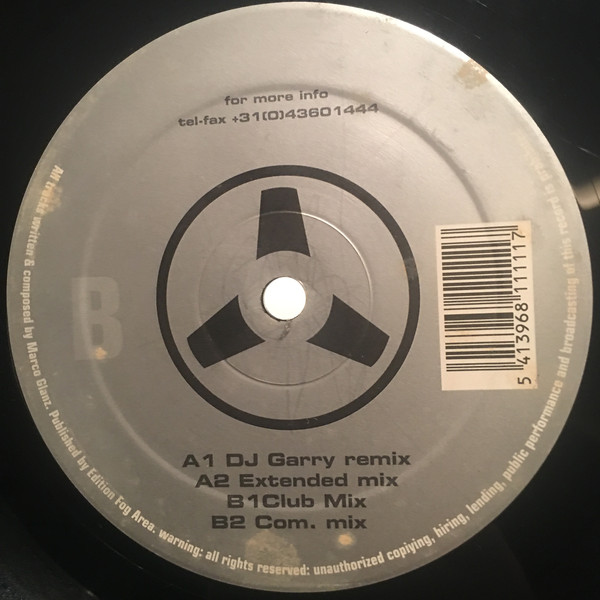 for more info
tel-fax +31(0)43601444
B
5 413968 111117
A1 DJ Garry remix
A2 Extended mix
B1Club Mix
B2 Com. mix
All tracks written & composed by Marco Glanz. Published by Edition Fog Area. warning: all rights reserved: unauthorized copiying, hiring, lending, public performance and broadcasting of this record is